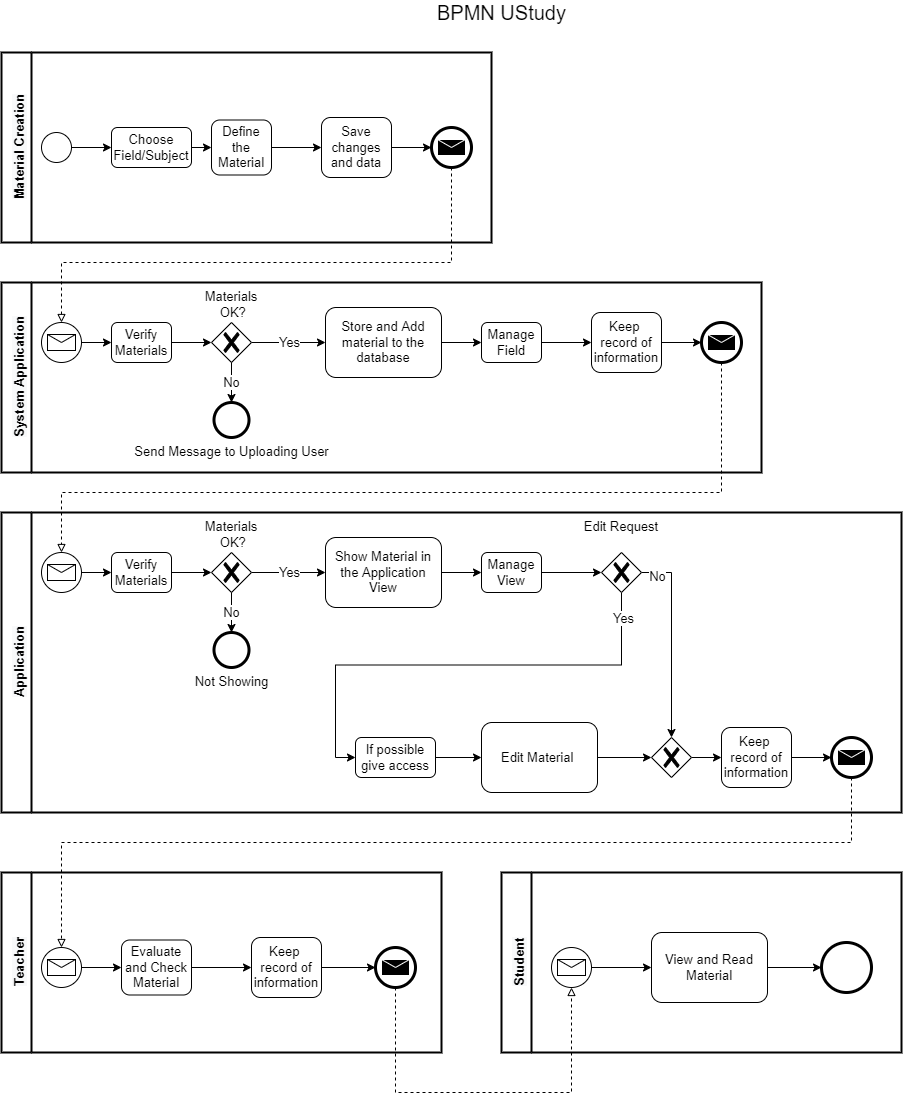 BPMN UStudy
Material Creation
Choose
Field/Subject
Define
the
Material
Save
changes
and data
System Application
Verify
Materials
Materials
OK?
Yes
No
Send Message to Uploading User
Store and Add
material to the
database
Manage
Field
Keep
record of
information
Application
Verify
Materials
Materials
OK?
Yes
No
Not Showing
Show Material in
the Application
View
Manage
View
Edit Request
No
Yes
If possible
give access
Edit Material
Keep
record of
information
Teacher
Evaluate
and Check
Material
Keep
record of
information
Student
View and Read
Material